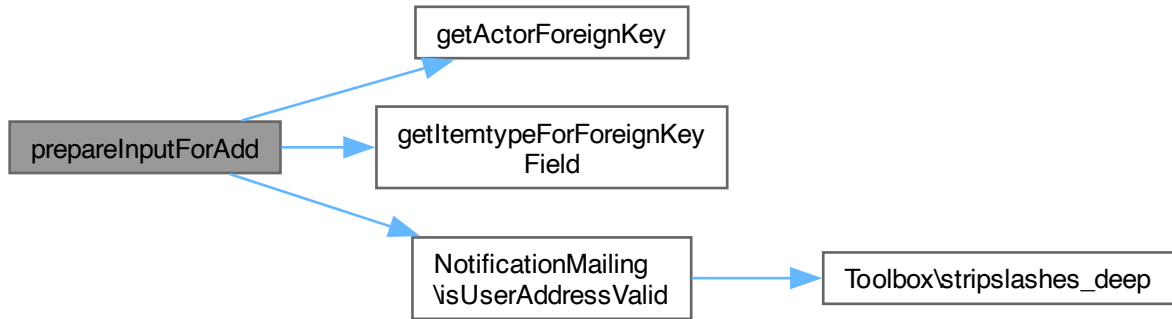 getActorForeignKey
prepareInputForAdd
getItemtypeForForeignKey
Field
NotificationMailing
\isUserAddressValid
Toolbox\stripslashes_deep